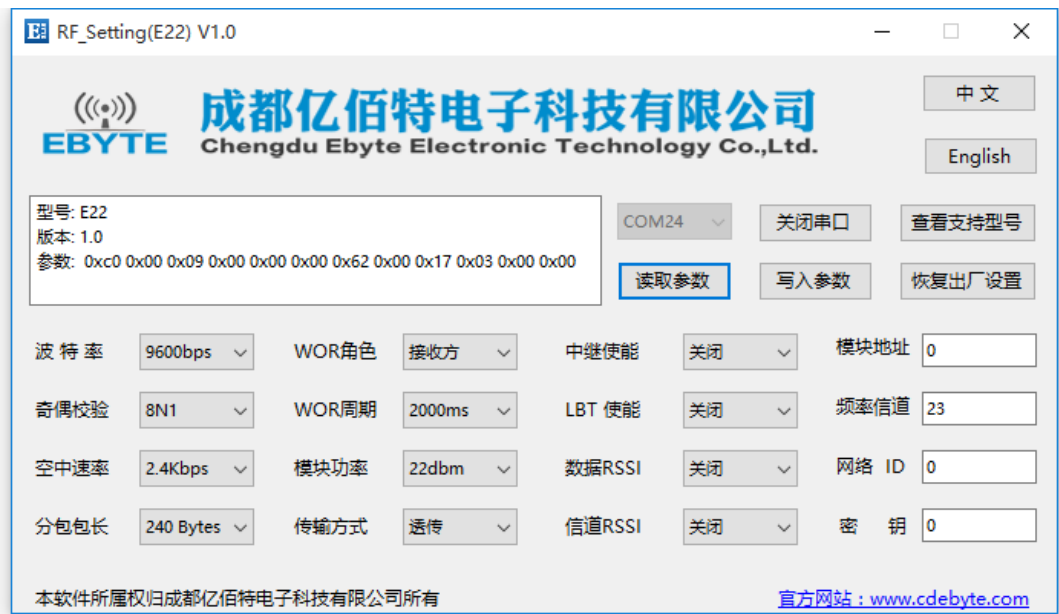 RF_Setting(E22) V1.0
EBYTE
成都亿佰特电子科技有限公司
Chengdu Ebyte Electronic Technology Co.,Ltd.
中 文
English
型号: E22
版本: 1.0
参数: 0xc0 0x00 0x09 0x00 0x00 0x00 0x62 0x00 0x17 0x03 0x00 0x00
COM24 关闭串口 查看支持型号
读取参数 写入参数 恢复出厂设置
波 特 率 9600bps WOR角色 接收方 中继使能 关闭 模块地址 0
奇偶校验 8N1 WOR周期 2000ms LBT 使能 关闭 频率信道 23
空中速率 2.4Kbps 模块功率 22dbm 数据RSSI 关闭 网络 ID 0
分包包长 240 Bytes 传输方式 透传 信道RSSI 关闭 密 钥 0
本软件所属权归成都亿佰特电子科技有限公司所有 官方网站：www.cdebyte.com